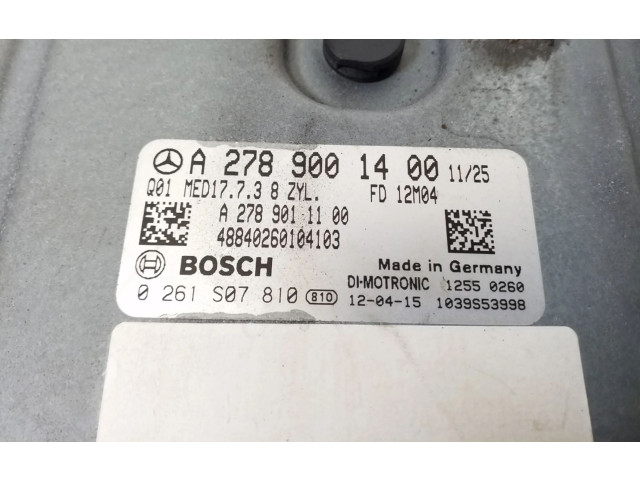 A 278 900 14 00 11/25
Q01 MED17.7.3 8 ZYL. FD 12M04
A 278 901 11 00
48840260104103
BOSCH
Made in Germany
DI-MOTRONIC 1255 0260
0 261 S07 810 810 12-04-15 1039S53998